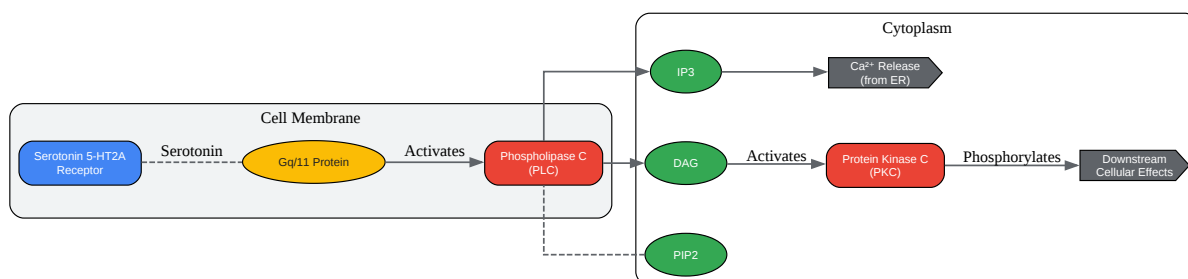 Cytoplasm
IP3
Ca²⁺ Release
(from ER)
Cell Membrane
Serotonin 5-HT2A
Receptor
Serotonin
Gq/11 Protein
Activates
Phospholipase C
(PLC)
DAG
Activates
Protein Kinase C
(PKC)
Phosphorylates
Downstream
Cellular Effects
PIP2